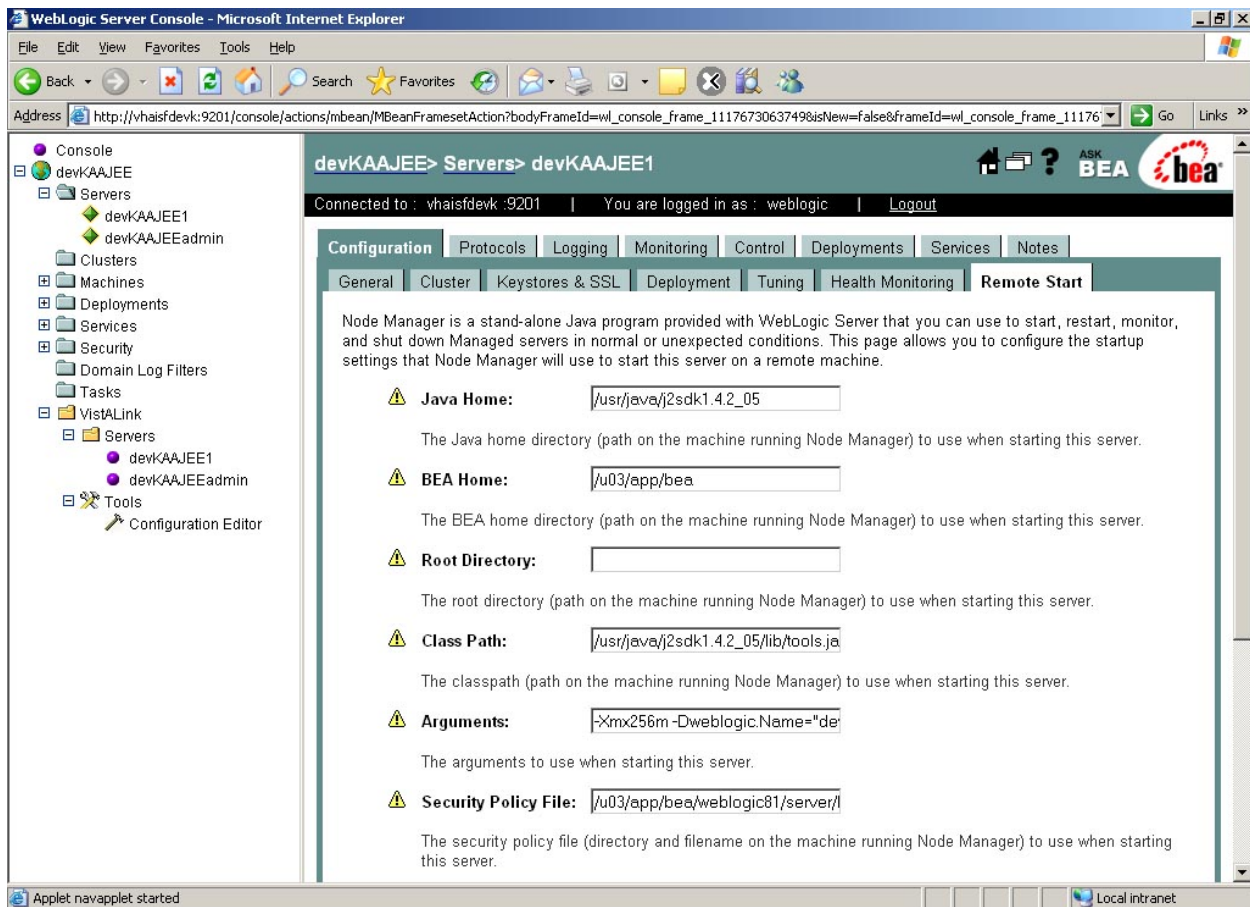 WebLogic Server Console - Microsoft Internet Explorer
File Edit View Favorites Tools Help
Back Search Favorites
Address http://vhaisfdevk:9201/console/actions/mbean/MBeanFramesetAction?bodyFrameId=wl_console_frame_1117673063749&isNew=false&frameId=wl_console_frame_11176 Go Links »
Console
devKAAJEE
Servers
devKAAJEE1
devKAAJEEadmin
Clusters
Machines
Deployments
Services
Security
Domain Log Filters
Tasks
VistALink
Servers
devKAAJEE1
devKAAJEEadmin
Tools
Configuration Editor
devKAAJEE> Servers> devKAAJEE1
? ASK BEA bea
Connected to : vhaisfdevk :9201 | You are logged in as : weblogic | Logout
Configuration Protocols Logging Monitoring Control Deployments Services Notes
General Cluster Keystores & SSL Deployment Tuning Health Monitoring Remote Start
Node Manager is a stand-alone Java program provided with WebLogic Server that you can use to start, restart, monitor,
and shut down Managed servers in normal or unexpected conditions. This page allows you to configure the startup
settings that Node Manager will use to start this server on a remote machine.
Java Home: /usr/java/j2sdk1.4.2_05
The Java home directory (path on the machine running Node Manager) to use when starting this server.
BEA Home: /u03/app/bea
The BEA home directory (path on the machine running Node Manager) to use when starting this server.
Root Directory:
The root directory (path on the machine running Node Manager) to use when starting this server.
Class Path: /usr/java/j2sdk1.4.2_05/lib/tools.ja
The classpath (path on the machine running Node Manager) to use when starting this server.
Arguments: -Xmx256m -Dweblogic.Name="de
The arguments to use when starting this server.
Security Policy File: /u03/app/bea/weblogic81/server/l
The security policy file (directory and filename on the machine running Node Manager) to use when starting
this server.
Applet navapplet started
Local intranet